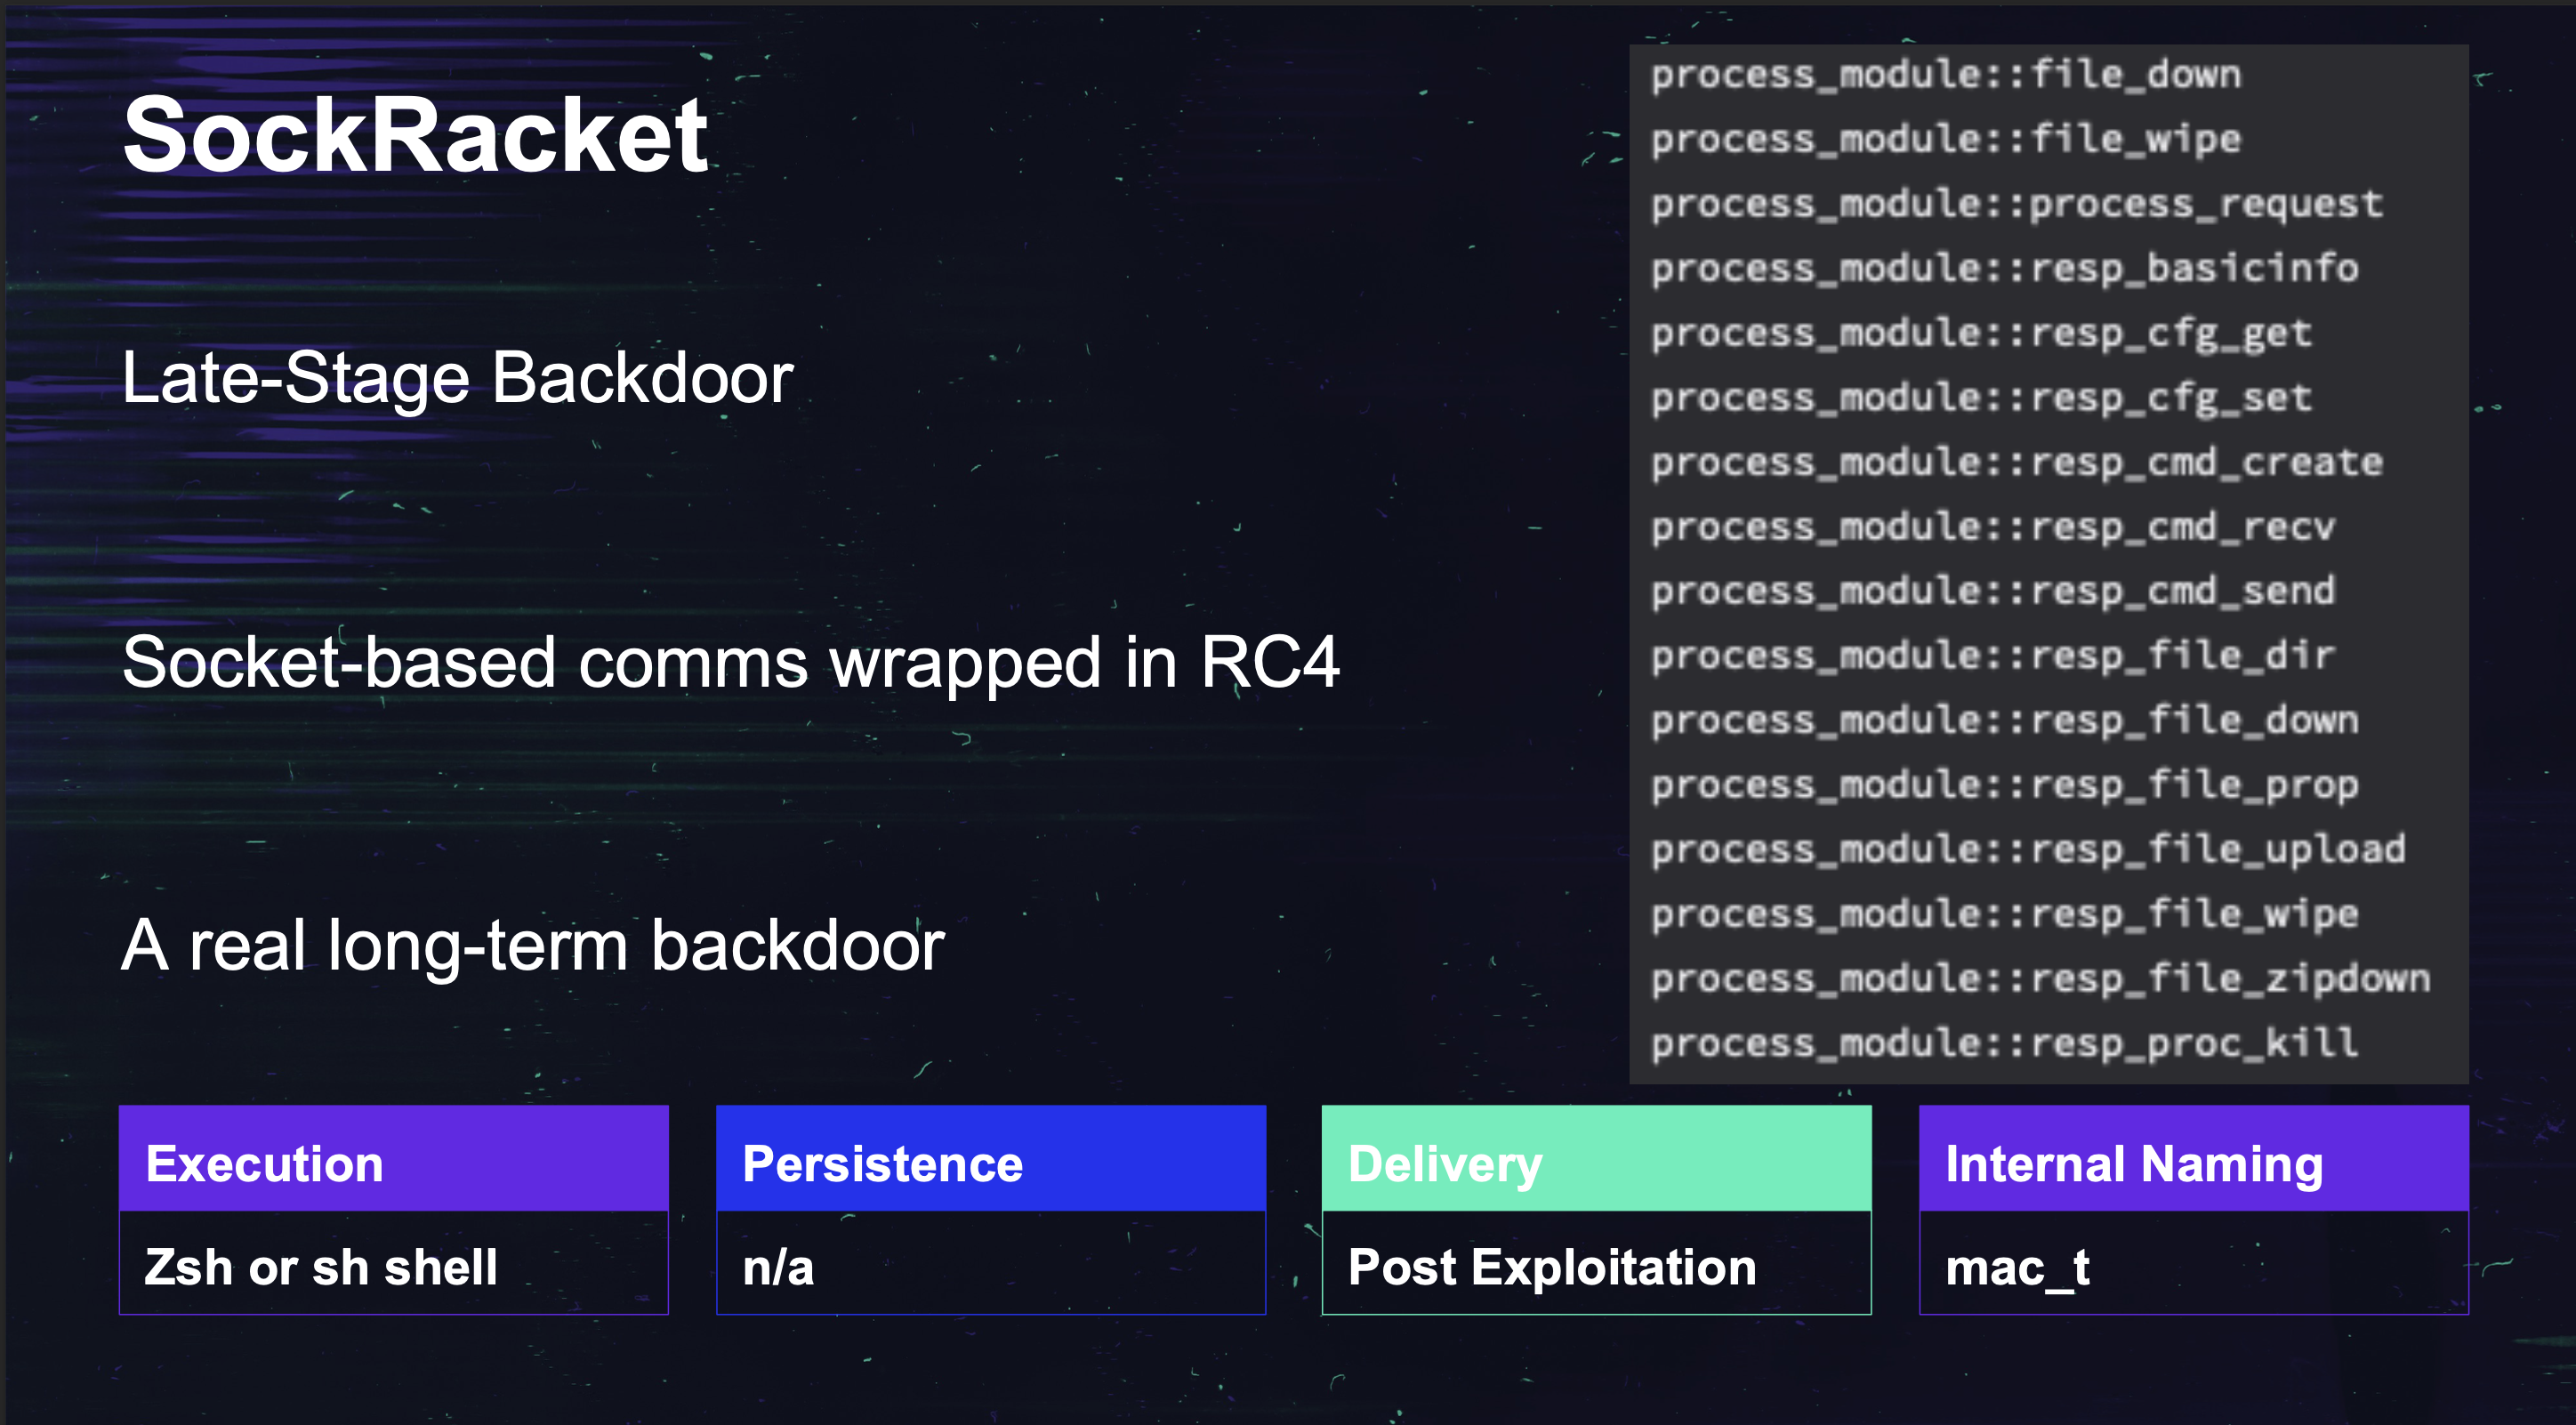 SockRacket
Late-Stage Backdoor
Socket-based comms wrapped in RC4
A real long-term backdoor
process_module::file_down
process_module::file_wipe
process_module::process_request
process_module::resp_basicinfo
process_module::resp_cfg_get
process_module::resp_cfg_set
process_module::resp_cmd_create
process_module::resp_cmd_recv
process_module::resp_cmd_send
process_module::resp_file_dir
process_module::resp_file_down
process_module::resp_file_prop
process_module::resp_file_upload
process_module::resp_file_wipe
process_module::resp_file_zipdown
process_module::resp_proc_kill
Execution
Zsh or sh shell
Persistence
n/a
Delivery
Post Exploitation
Internal Naming
mac_t